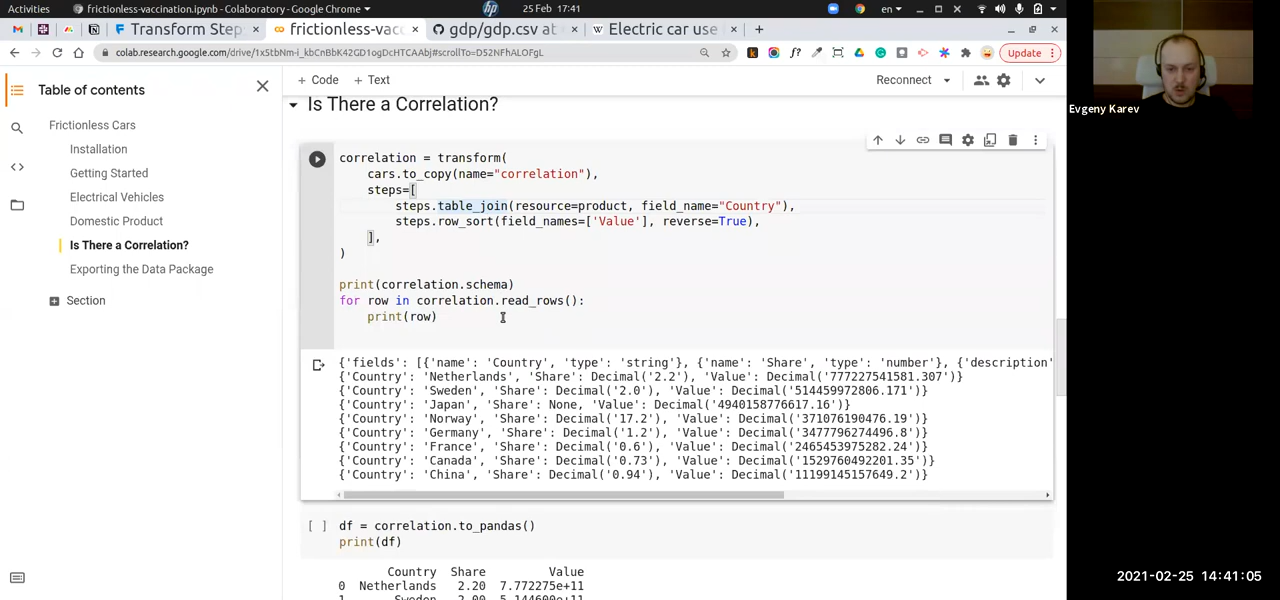 Activities
frictionless-vaccination.ipynb - Colaboratory - Google Chrome
25 Feb 17:41
en
Transform Step
frictionless-vacc
gdp/gdp.csv at
Electric car use
colab.research.google.com/drive/1x5tbNm-i_kbCnBbK42GD1ogDcHTCAAbj#scrollTo=D52NFhALOFgL
Update
Table of contents
+ Code + Text
Reconnect
Evgeny Karev
Frictionless Cars
Installation
Getting Started
Electrical Vehicles
Domestic Product
Is There a Correlation?
Exporting the Data Package
Section
Is There a Correlation?
correlation = transform(
cars.to_copy(name="correlation"),
steps=[
steps.table_join(resource=product, field_name="Country"),
steps.row_sort(field_names=['Value'], reverse=True),
],
)
print(correlation.schema)
for row in correlation.read_rows():
print(row)
{'fields': [{'name': 'Country', 'type': 'string'}, {'name': 'Share', 'type': 'number'}, {'description'
{'Country': 'Netherlands', 'Share': Decimal('2.2'), 'Value': Decimal('777227541581.307')}
{'Country': 'Sweden', 'Share': Decimal('2.0'), 'Value': Decimal('514459972806.171')}
{'Country': 'Japan', 'Share': None, 'Value': Decimal('4940158776617.16')}
{'Country': 'Norway', 'Share': Decimal('17.2'), 'Value': Decimal('371076190476.19')}
{'Country': 'Germany', 'Share': Decimal('1.2'), 'Value': Decimal('3477796274496.8')}
{'Country': 'France', 'Share': Decimal('0.6'), 'Value': Decimal('2465453975282.24')}
{'Country': 'Canada', 'Share': Decimal('0.73'), 'Value': Decimal('1529760492201.35')}
{'Country': 'China', 'Share': Decimal('0.94'), 'Value': Decimal('11199145157649.2')}
[ ] df = correlation.to_pandas()
print(df)
Country Share Value
0 Netherlands 2.20 7.772275e+11
1 Sweden 2.00 5.144600e+11
2021-02-25 14:41:05